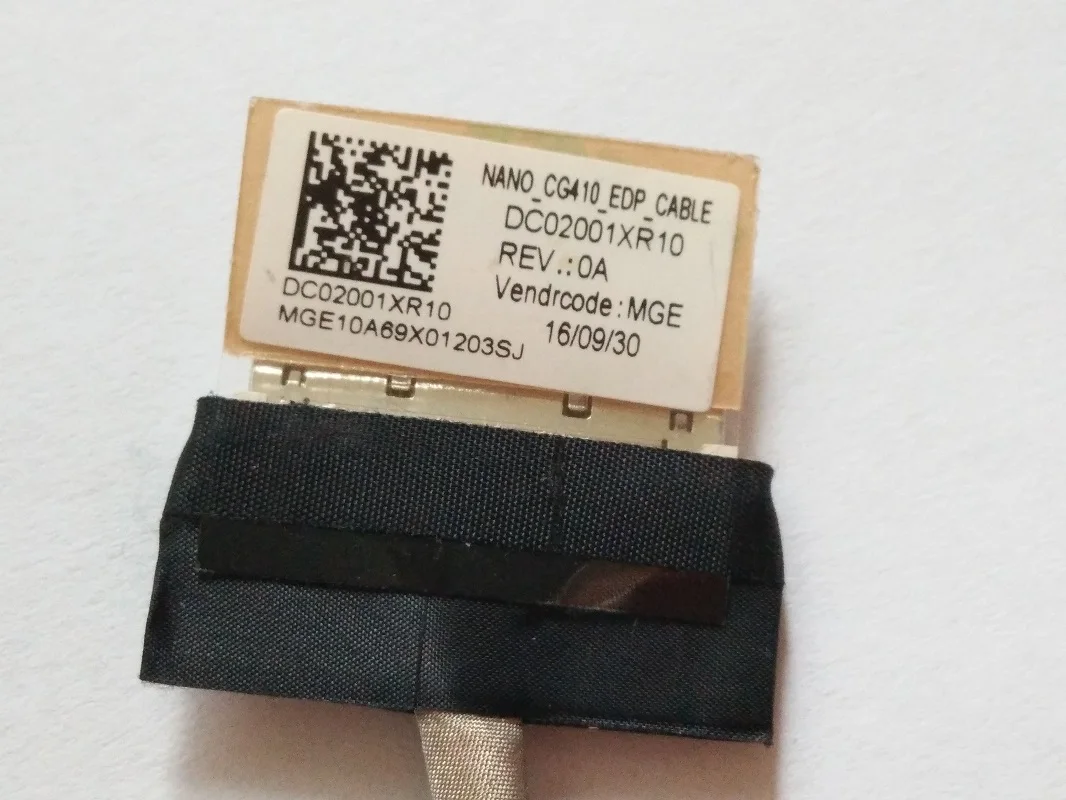 NANO_CG410_EDP_CABLE
DC02001XR10
REV.:0A
Vendrcode:MGE
16/09/30
DC02001XR10
MGE10A69X01203SJ